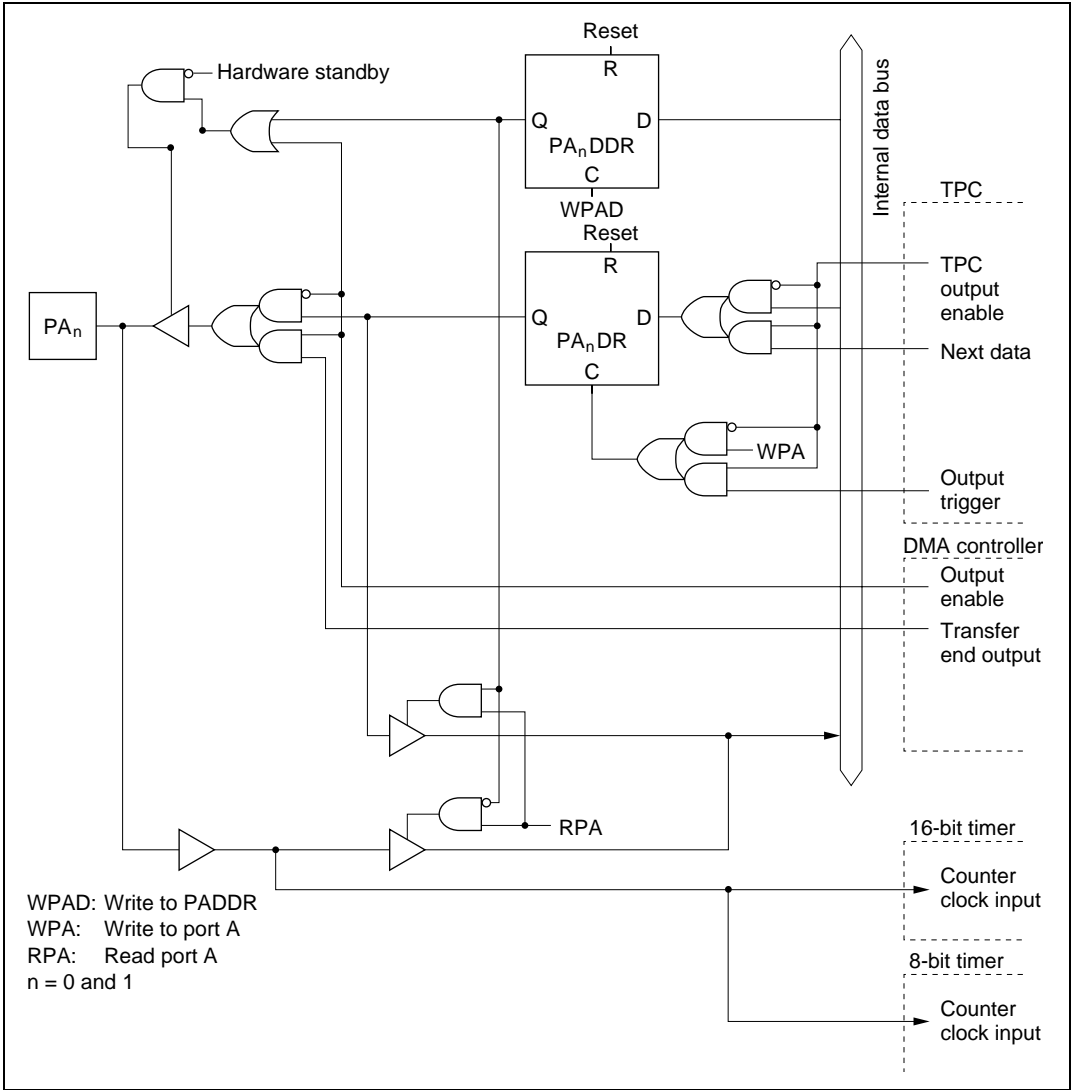 Reset
R
Hardware standby
Q
D
PAnDDR
C
WPAD
Internal data bus
TPC
Reset
R
TPC
output
enable
PAn
Q
D
PAnDR
C
Next data
WPA
Output
trigger
DMA controller
Output
enable
Transfer
end output
RPA
16-bit timer
Counter
clock input
WPAD: Write to PADDR
WPA: Write to port A
RPA: Read port A
n = 0 and 1
8-bit timer
Counter
clock input